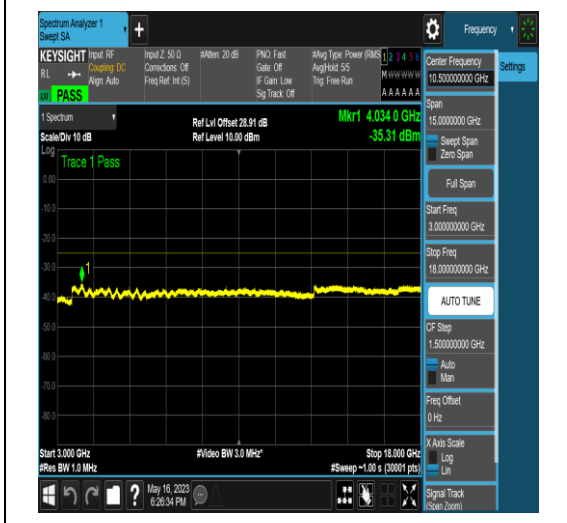 Spectrum Analyzer 1
Swept SA
+
Frequency
KEYSIGHT
RL
PASS
Input: RF
Coupling: DC
Align: Auto
Input Z: 50 Ω
Corrections: Off
Freq Ref: Int (S)
#Atten: 20 dB
PNO: Fast
Gate: Off
IF Gain: Low
Sig Track: Off
#Avg Type: Power (RMS
Avg|Hold: 5/5
Trig: Free Run
1 2 3 4 5 6
M W W W W W
A A A A A A
1 Spectrum
Scale/Div 10 dB
Ref Lvl Offset 28.91 dB
Ref Level 10.00 dBm
Mkr1 4.034 0 GHz
-35.31 dBm
Log
Trace 1 Pass
0.00
-10.0
-20.0
-30.0
1
-40.0
-50.0
-60.0
-70.0
-80.0
Start 3.000 GHz
#Res BW 1.0 MHz
#Video BW 3.0 MHz*
Stop 18.000 GHz
#Sweep ~1.00 s (30001 pts)
May 16, 2023
6:26:34 PM
?
Center Frequency
10.500000000 GHz
Settings
Span
15.0000000 GHz
Swept Span
Zero Span
Full Span
Start Freq
3.000000000 GHz
Stop Freq
18.000000000 GHz
AUTO TUNE
CF Step
1.500000000 GHz
Auto
Man
Freq Offset
0 Hz
X Axis Scale
Log
Lin
Signal Track
(Span Zoom)